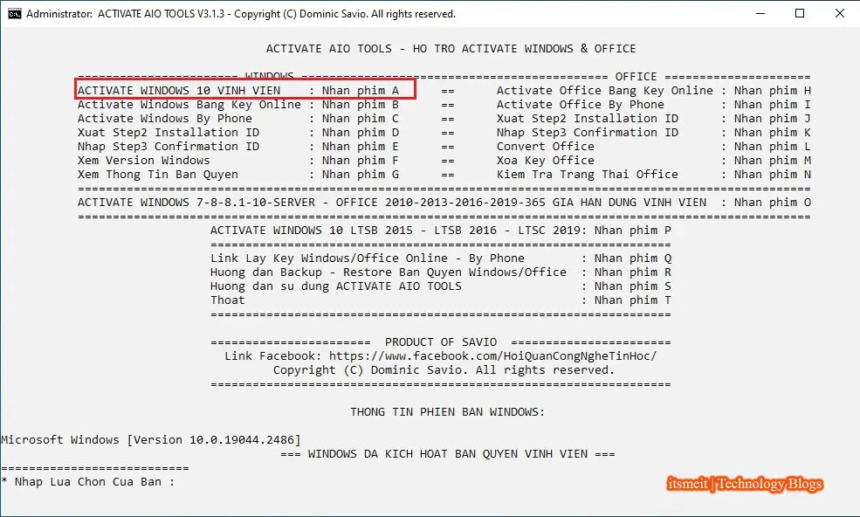 Administrator: ACTIVATE AIO TOOLS V3.1.3 - Copyright (C) Dominic Savio. All rights reserved.
ACTIVATE AIO TOOLS - HO TRO ACTIVATE WINDOWS & OFFICE
======================= WINDOWS ============================================ OFFICE =====================
ACTIVATE WINDOWS 10 VINH VIEN : Nhan phim A == Activate Office Bang Key Online : Nhan phim H
Activate Windows Bang Key Online : Nhan phim B == Activate Office By Phone : Nhan phim I
Activate Windows By Phone : Nhan phim C == Xuat Step2 Installation ID : Nhan phim J
Xuat Step2 Installation ID : Nhan phim D == Nhap Step3 Confirmation ID : Nhan phim K
Nhap Step3 Confirmation ID : Nhan phim E == Convert Office : Nhan phim L
Xem Version Windows : Nhan phim F == Xoa Key Office : Nhan phim M
Xem Thong Tin Ban Quyen : Nhan phim G == Kiem Tra Trang Thai Office : Nhan phim N
==========================================================================================================
ACTIVATE WINDOWS 7-8-8.1-10-SERVER - OFFICE 2010-2013-2016-2019-365 GIA HAN DUNG VINH VIEN : Nhan phim O
==========================================================================================================
ACTIVATE WINDOWS 10 LTSB 2015 - LTSB 2016 - LTSC 2019: Nhan phim P
==================================================================
Link Lay Key Windows/Office Online - By Phone : Nhan phim Q
Huong dan Backup - Restore Ban Quyen Windows/Office : Nhan phim R
Huong dan su dung ACTIVATE AIO TOOLS : Nhan phim S
Thoat : Nhan phim T
==================================================================
======================= PRODUCT OF SAVIO =======================
Link Facebook: https://www.facebook.com/HoiQuanCongNgheTinHoc/
Copyright (C) Dominic Savio. All rights reserved.
==================================================================
THONG TIN PHIEN BAN WINDOWS:
Microsoft Windows [Version 10.0.19044.2486]
=== WINDOWS DA KICH HOAT BAN QUYEN VINH VIEN ===
===========================
* Nhap Lua Chon Cua Ban :
itsmeit | Technology Blogs